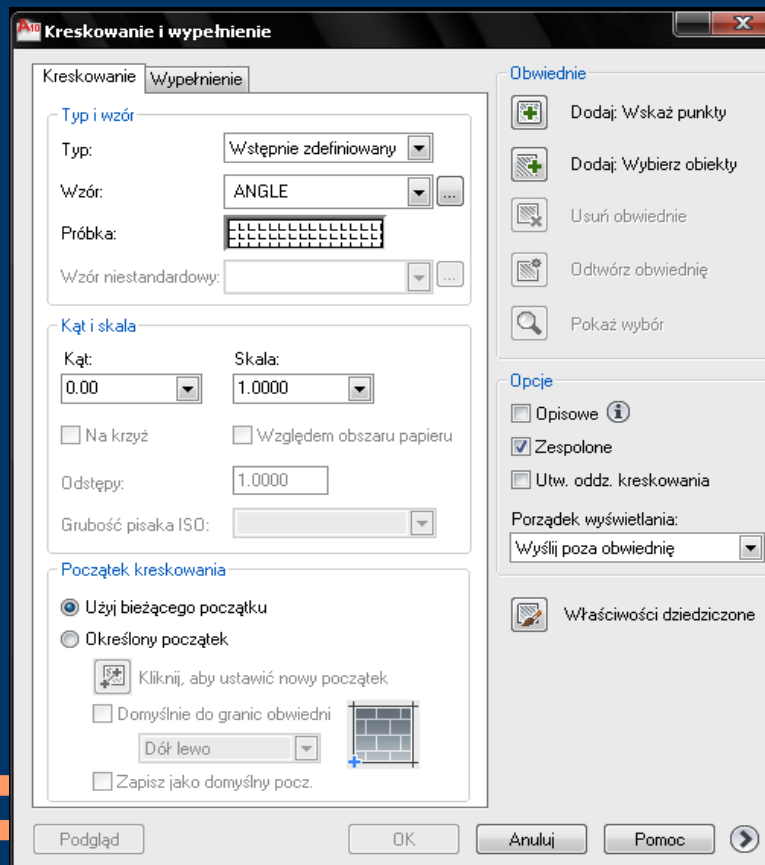 A10 Kreskowanie i wypełnienie
Kreskowanie Wypełnienie
Typ i wzór
Typ: Wstępnie zdefiniowany
Wzór: ANGLE ...
Próbka:
Wzór niestandardowy: ...
Kąt i skala
Kąt: Skala:
0.00 1.0000
Na krzyż Względem obszaru papieru
Odstępy: 1.0000
Grubość pisaka ISO:
Początek kreskowania
Użyj bieżącego początku
Określony początek
Kliknij, aby ustawić nowy początek
Domyślnie do granic obwiedni
Dół lewo
Zapisz jako domyślny pocz.
Obwiednie
Dodaj: Wskaż punkty
Dodaj: Wybierz obiekty
Usuń obwiednie
Odtwórz obwiednię
Pokaż wybór
Opcje
Opisowe i
Zespolone
Utw. oddz. kreskowania
Porządek wyświetlania:
Wyślij poza obwiednię
Właściwości dziedziczone
Podgląd OK Anuluj Pomoc